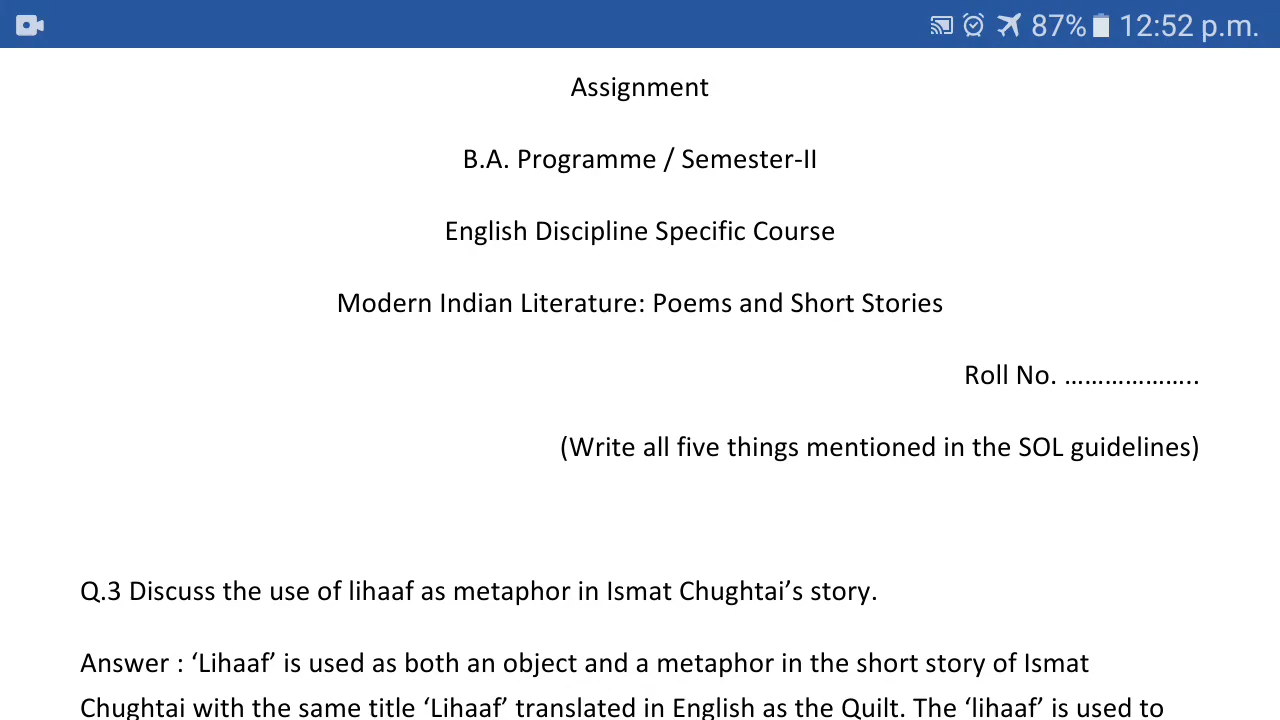 87% 12:52 p.m.
Assignment
B.A. Programme / Semester-II
English Discipline Specific Course
Modern Indian Literature: Poems and Short Stories
Roll No. ………………..
(Write all five things mentioned in the SOL guidelines)
Q.3 Discuss the use of lihaaf as metaphor in Ismat Chughtai’s story.
Answer : ‘Lihaaf’ is used as both an object and a metaphor in the short story of Ismat
Chughtai with the same title ‘Lihaaf’ translated in English as the Quilt. The ‘lihaaf’ is used to